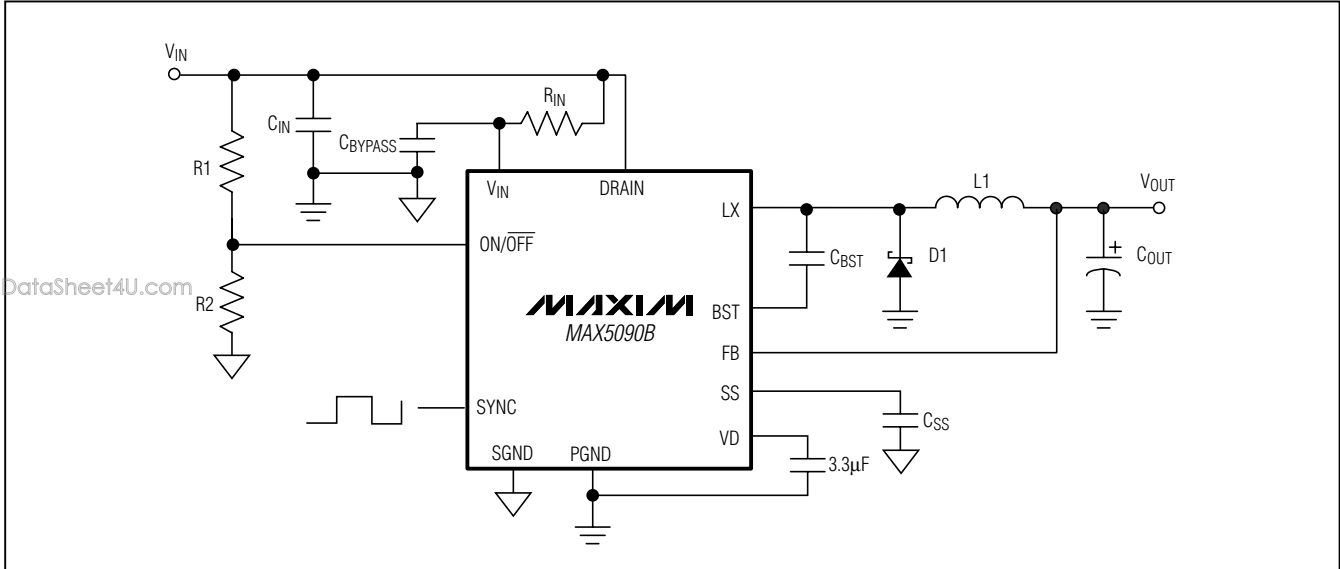 VIN
RIN
CIN
CBYPASS
R1
VIN
DRAIN
L1
VOUT
LX
ON/OFF
CBST
D1
+
COUT
DataSheet4U.com
R2
MAXIM
MAX5090B
BST
FB
SS
SYNC
CSS
VD
SGND
PGND
3.3µF